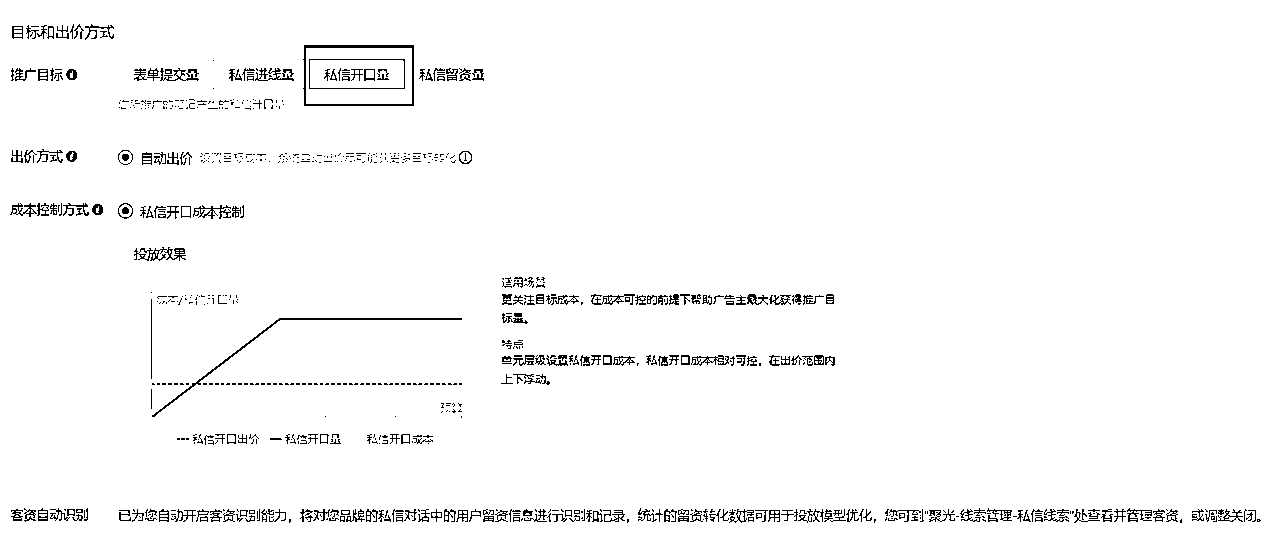 目标和出价方式
推广目标 表单提交量 私信进线量 私信开口量 私信留资量
出价方式 自动出价
成本控制方式 私信开口成本控制
投放效果
成本/私信开口量
适用场景
更关注目标成本，在成本可控的前提下帮助广告主最大化获得推广目
标量。
特点
单元层级设置私信开口成本，私信开口成本相对可控，在出价范围内
上下浮动。
私信开口出价 私信开口量 私信开口成本
客资自动识别 已为您自动开启客资识别能力，将对您品牌的私信对话中的用户留资信息进行识别和记录，统计的留资转化数据可用于投放模型优化，您可到“聚光-线索管理-私信线索”处查看并管理客资，或调整关闭。